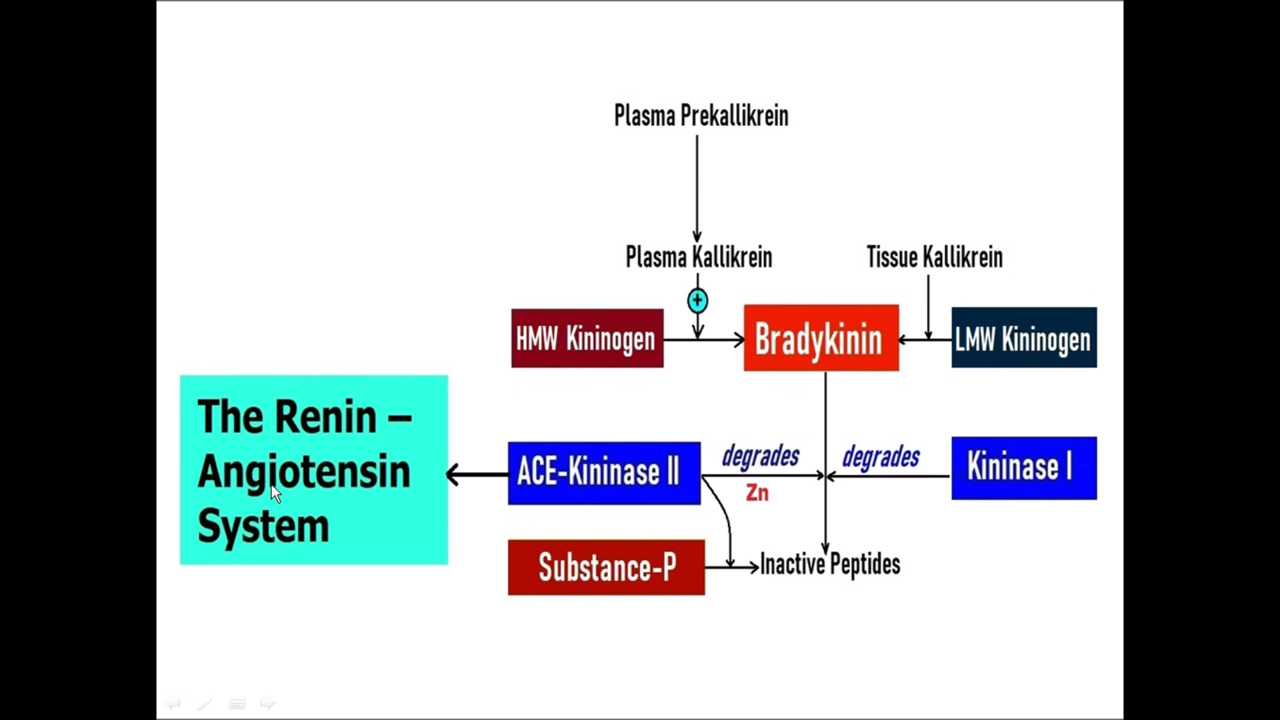 Plasma Prekallikrein
Plasma Kallikrein
Tissue Kallikrein
+
HMW Kininogen
Bradykinin
LMW Kininogen
The Renin –
Angiotensin
System
ACE-Kininase II
degrades
Zn
degrades
Kininase I
Substance-P
Inactive Peptides